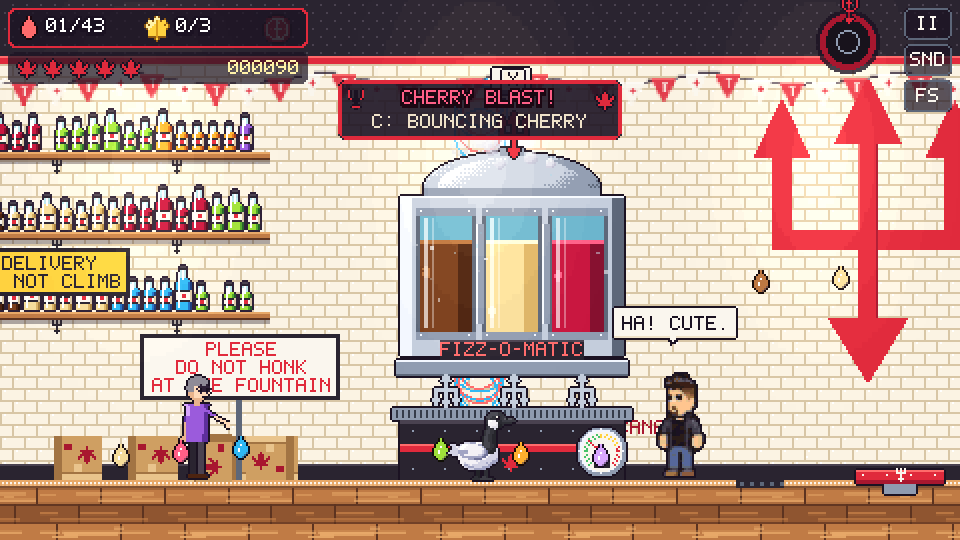 01/43 0/3
000090
II
SND
FS
CHERRY BLAST!
C: BOUNCING CHERRY
DELIVERY
NOT CLIMB
HA! CUTE.
FIZZ-O-MATIC
PLEASE
DO NOT HONK
AT FOUNTAIN